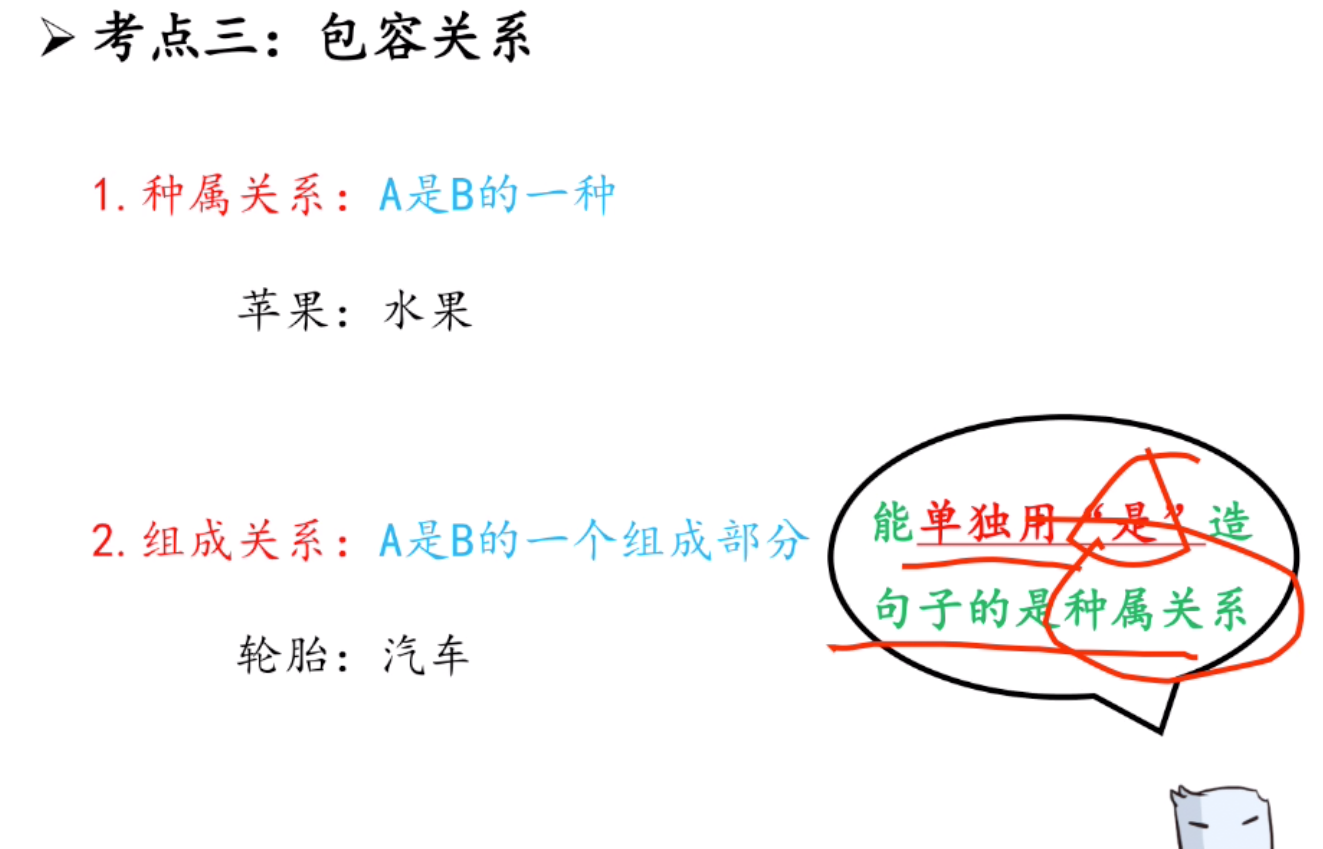 ➢ 考点三：包容关系
1.种属关系：A是B的一种
苹果：水果
2.组成关系：A是B的一个组成部分
轮胎：汽车
能单独用“是”造
句子的是种属关系